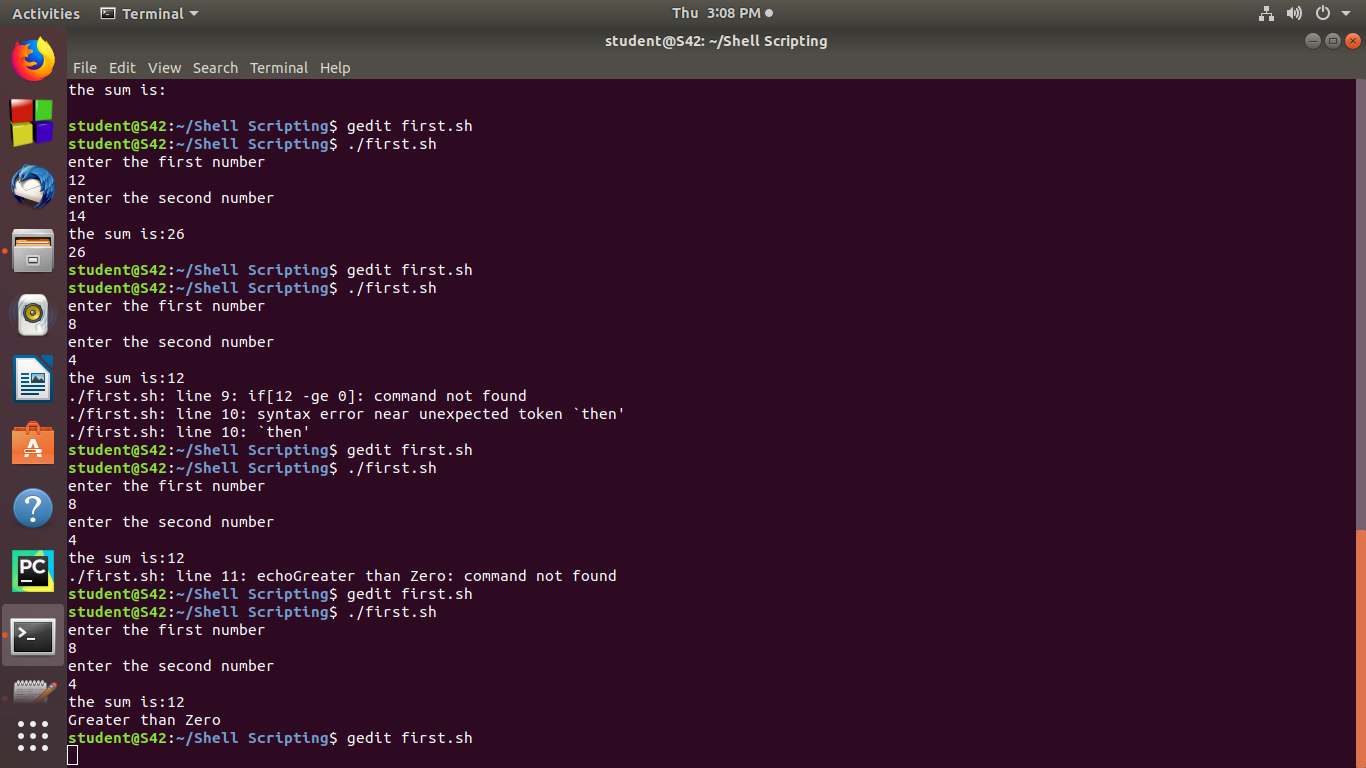 Activities Terminal Thu 3:08 PM
student@S42: ~/Shell Scripting
File Edit View Search Terminal Help
the sum is:
student@S42:~/Shell Scripting$ gedit first.sh
student@S42:~/Shell Scripting$ ./first.sh
enter the first number
12
enter the second number
14
the sum is:26
26
student@S42:~/Shell Scripting$ gedit first.sh
student@S42:~/Shell Scripting$ ./first.sh
enter the first number
8
enter the second number
4
the sum is:12
./first.sh: line 9: if[12 -ge 0]: command not found
./first.sh: line 10: syntax error near unexpected token `then'
./first.sh: line 10: `then'
student@S42:~/Shell Scripting$ gedit first.sh
student@S42:~/Shell Scripting$ ./first.sh
enter the first number
8
enter the second number
4
the sum is:12
./first.sh: line 11: echoGreater than Zero: command not found
student@S42:~/Shell Scripting$ gedit first.sh
student@S42:~/Shell Scripting$ ./first.sh
enter the first number
8
enter the second number
4
the sum is:12
Greater than Zero
student@S42:~/Shell Scripting$ gedit first.sh
A
?
PC